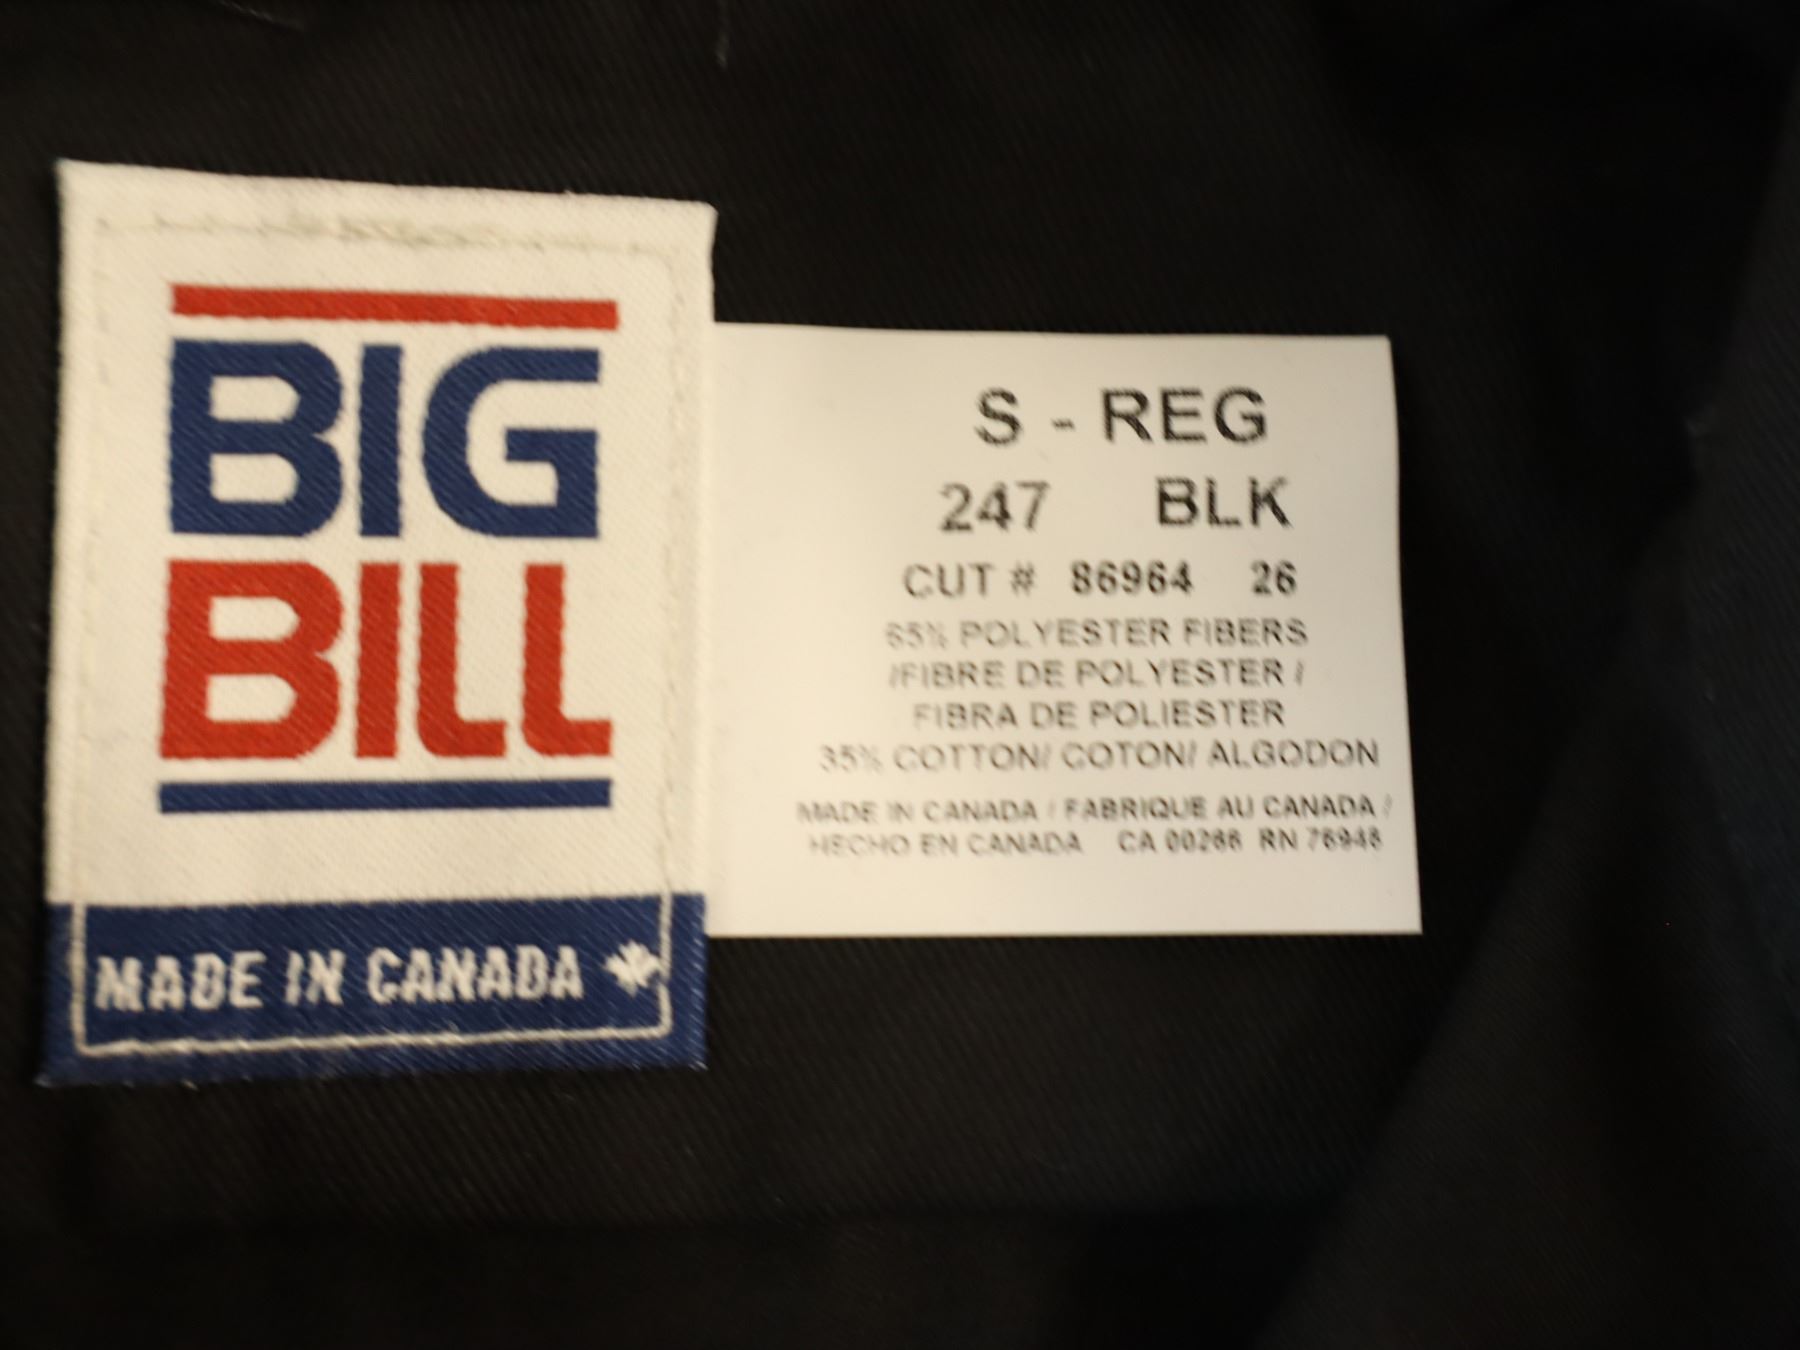 BIG
BILL
MADE IN CANADA
S - REG
247 BLK
CUT # 86964 26
65% POLYESTER FIBERS
/FIBRE DE POLYESTER /
FIBRA DE POLIESTER
35% COTTON/ COTON/ ALGODON
MADE IN CANADA / FABRIQUE AU CANADA /
HECHO EN CANADA CA 00266 RN 76948